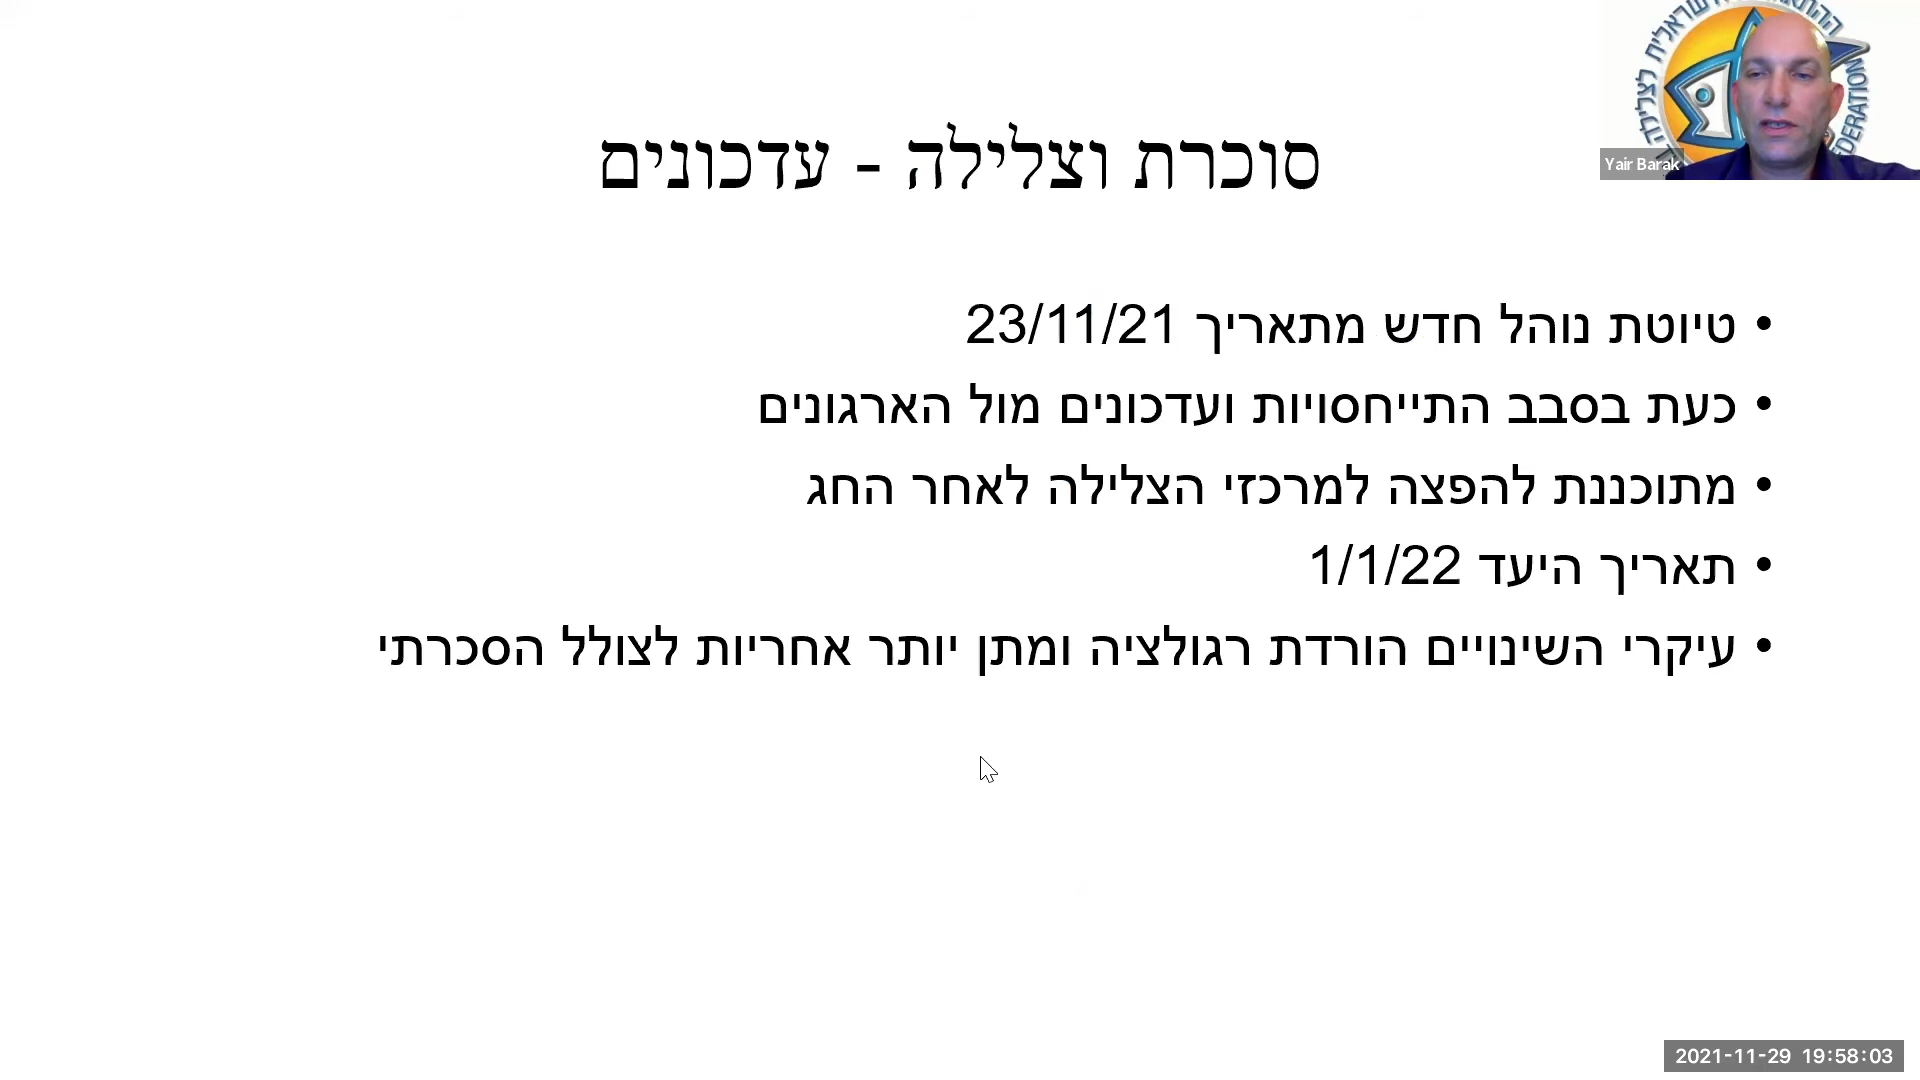 סוכרת וצלילה - עדכונים
• טיוטת נוהל חדש מתאריך 23/11/21
• כעת בסבב התייחסויות ועדכונים מול הארגונים
• מתוכננת להפצה למרכזי הצלילה לאחר החג
• תאריך היעד 1/1/22
• עיקרי השינויים הורדת רגולציה ומתן יותר אחריות לצולל הסכרתי
Yair Barak
לצלילה
2021-11-29 19:58:03